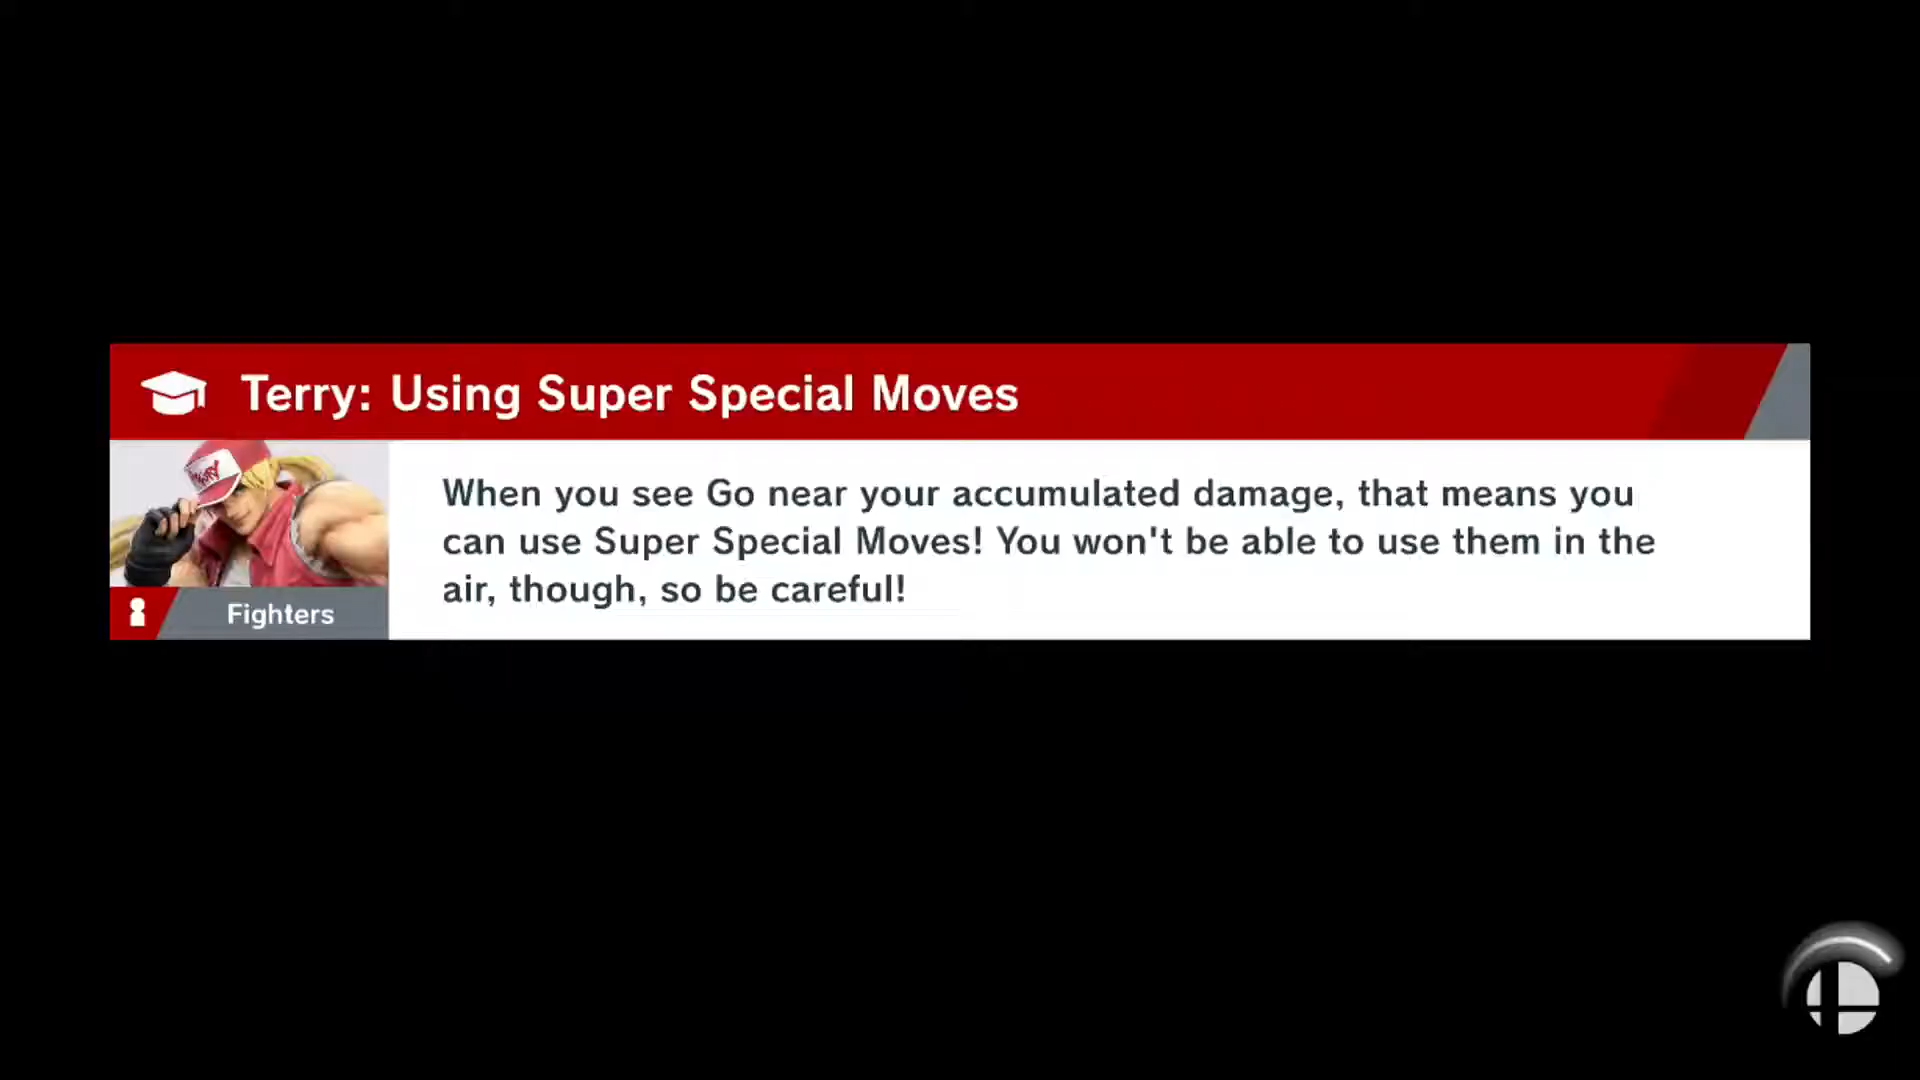 Terry: Using Super Special Moves
When you see Go near your accumulated damage, that means you
can use Super Special Moves! You won't be able to use them in the
air, though, so be careful!
Fighters